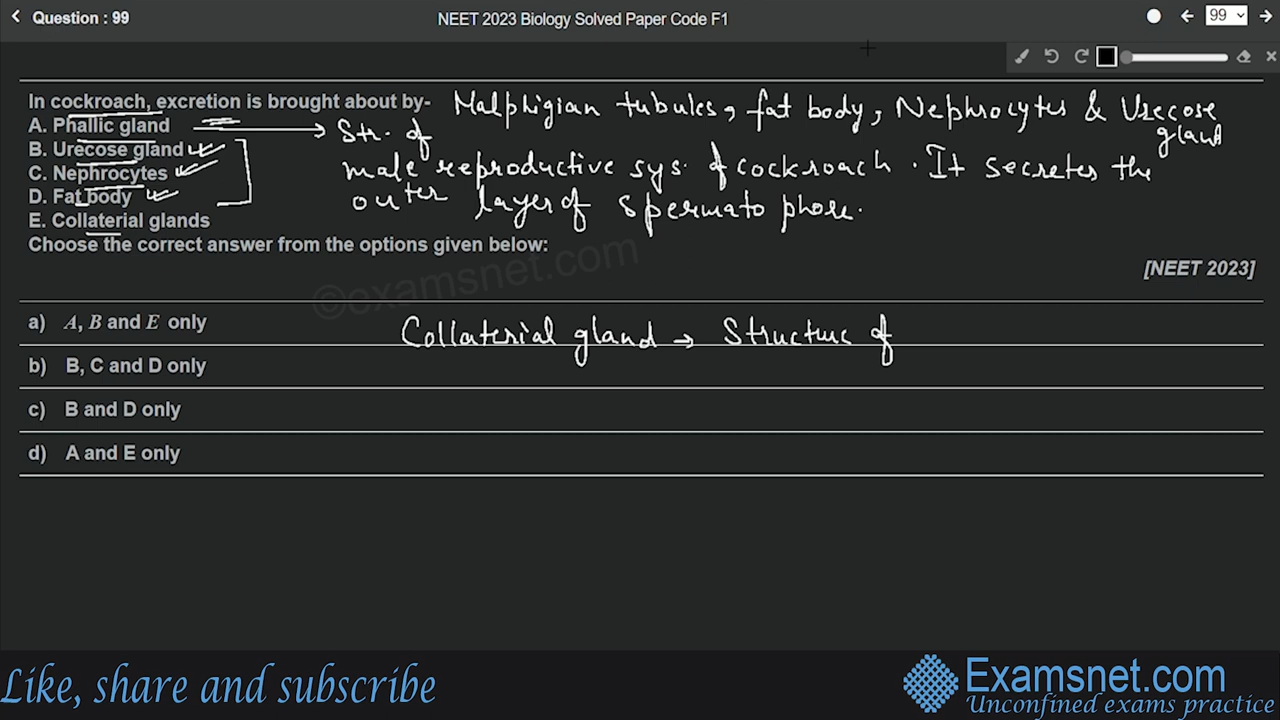 Question : 99
NEET 2023 Biology Solved Paper Code F1
99
In cockroach, excretion is brought about by- Malphigian tubules, fat body, Nephrocytes & Urecose gland
A. Phallic gland → Str. of
B. Urecose gland
C. Nephrocytes male reproductive sys. of cockroach. It secretes the
D. Fat body outer layer of spermatophore.
E. Collaterial glands
Choose the correct answer from the options given below:
[NEET 2023]
©examsnet.com
a) A, B and E only
Collaterial gland → Structure of
b) B, C and D only
c) B and D only
d) A and E only
Like, share and subscribe
Examsnet.com
Unconfined exams practice